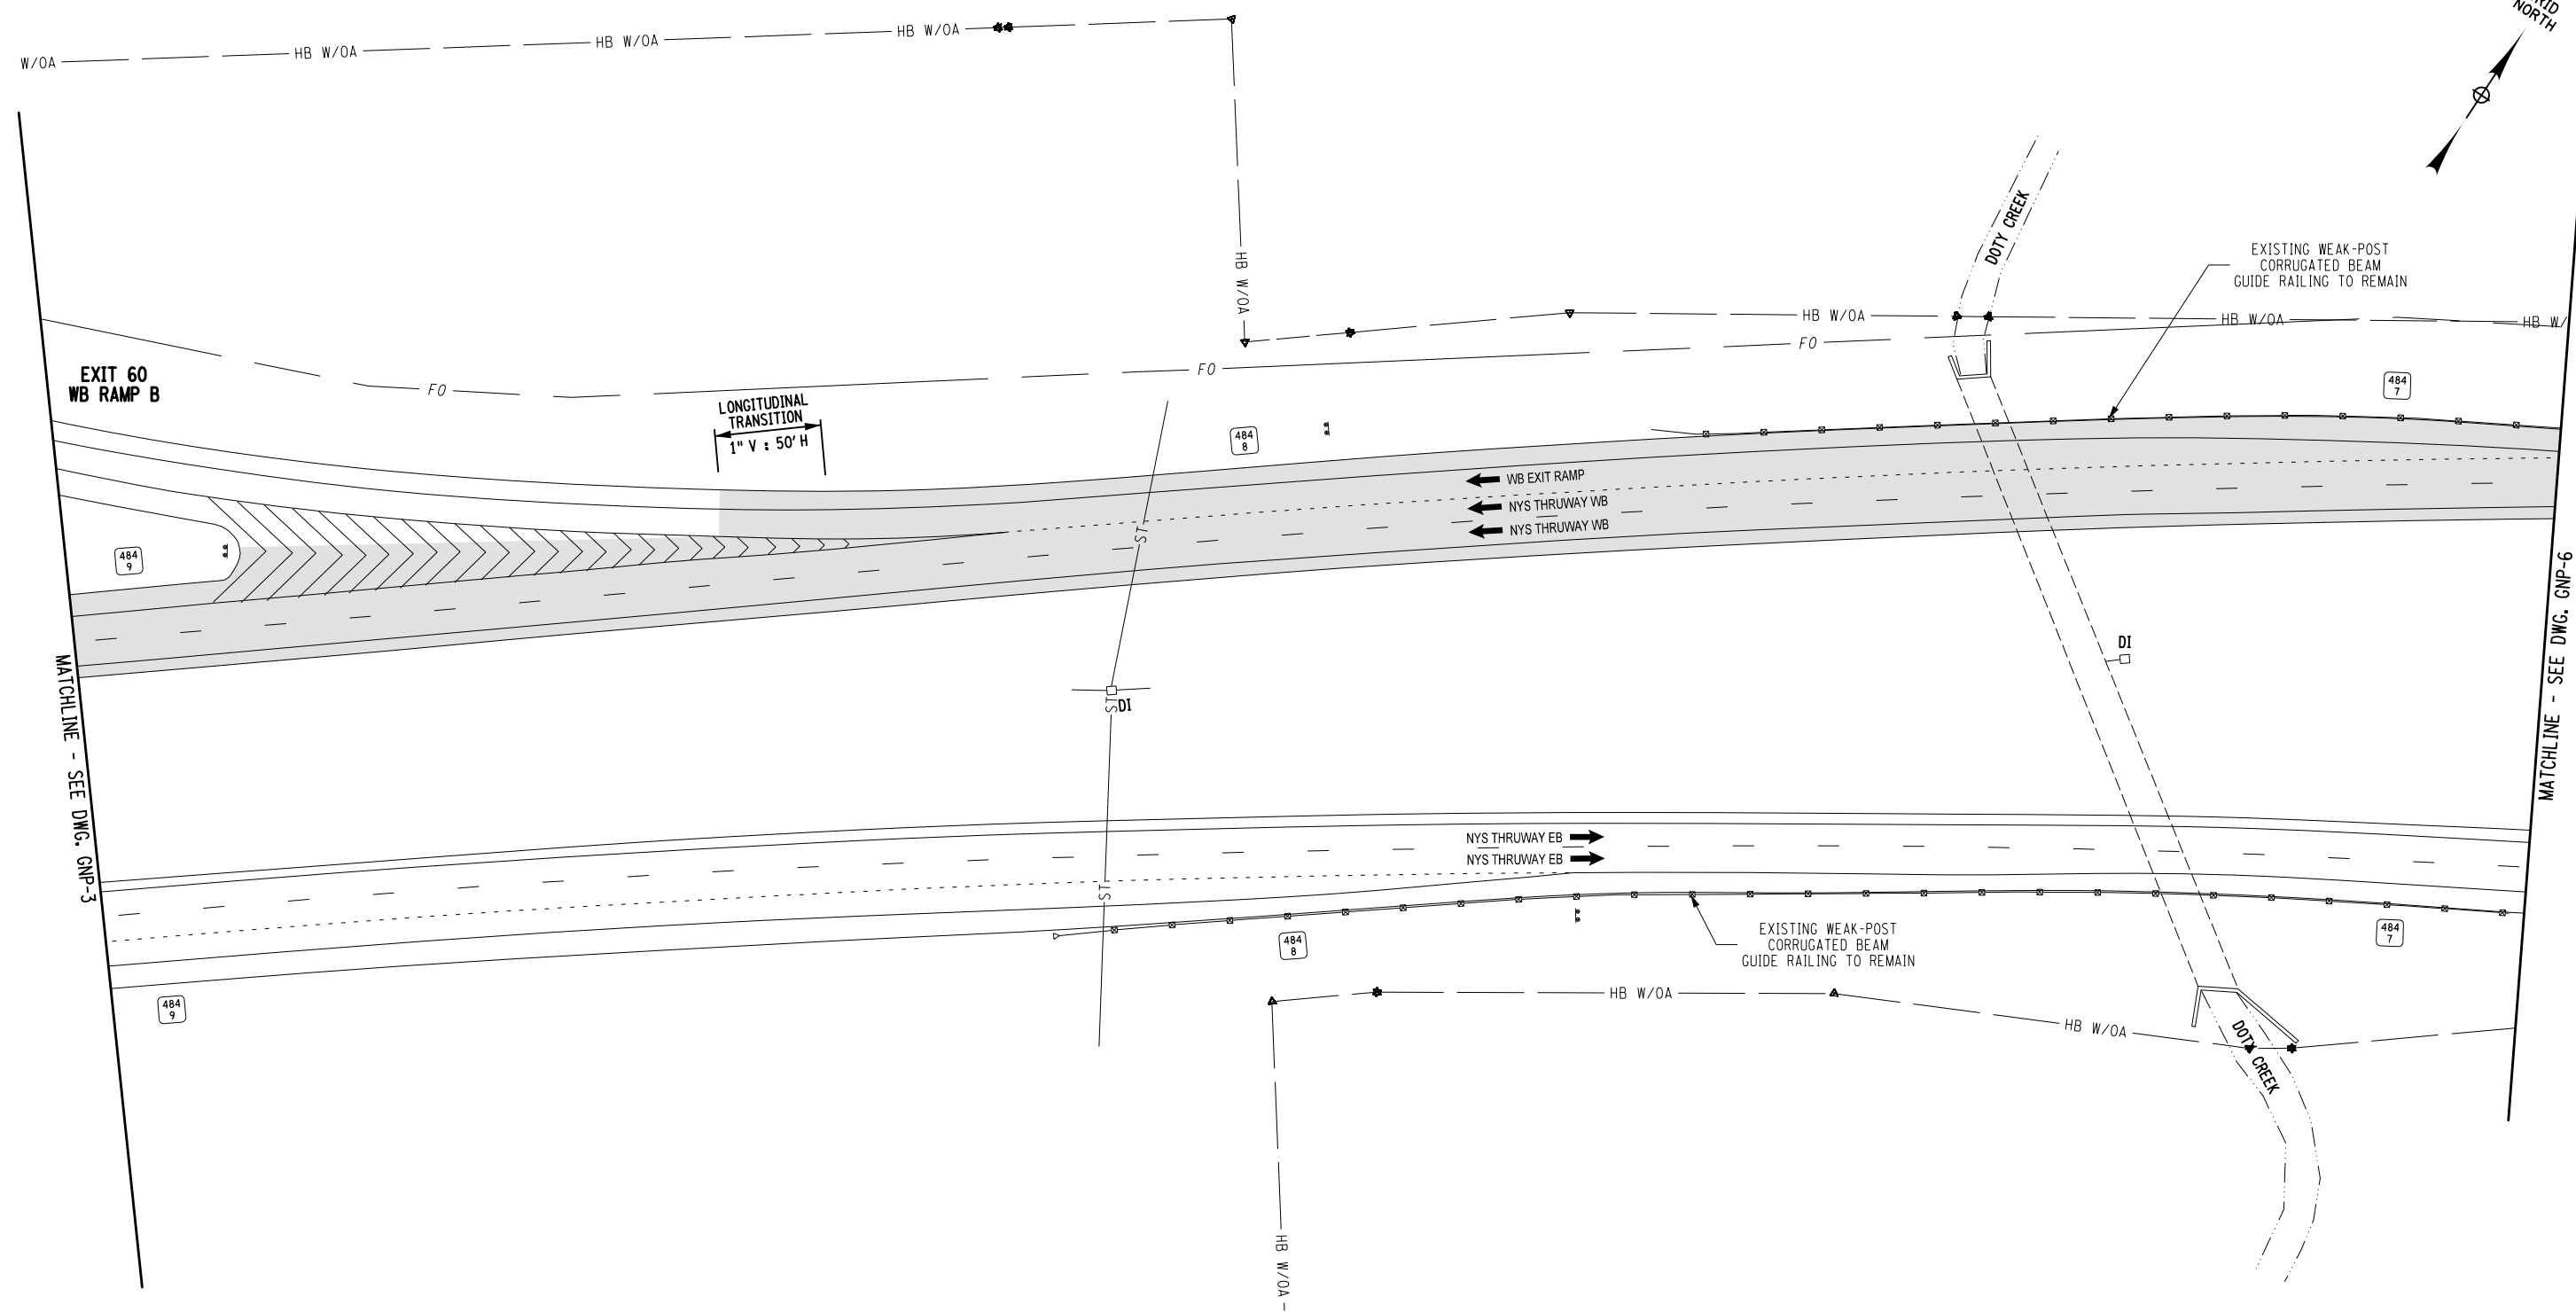 W/OA
HB W/OA
HB W/OA
HB W/OA
NORTH
HB W/OA
DOTY CREEK
EXISTING WEAK-POST
CORRUGATED BEAM
GUIDE RAILING TO REMAIN
HB W/OA
HB W/OA
HB W/
FO
FO
FO
EXIT 60
WB RAMP B
LONGITUDINAL
TRANSITION
1" V : 50' H
484
8
484
7
WB EXIT RAMP
NYS THRUWAY WB
NYS THRUWAY WB
ST
484
9
MATCHLINE - SEE DWG. GNP-3
MATCHLINE - SEE DWG. GNP-6
DI
ST
DI
NYS THRUWAY EB
NYS THRUWAY EB
ST
EXISTING WEAK-POST
CORRUGATED BEAM
GUIDE RAILING TO REMAIN
484
8
484
7
484
9
HB W/OA
HB W/OA
DOTY CREEK
HB W/OA